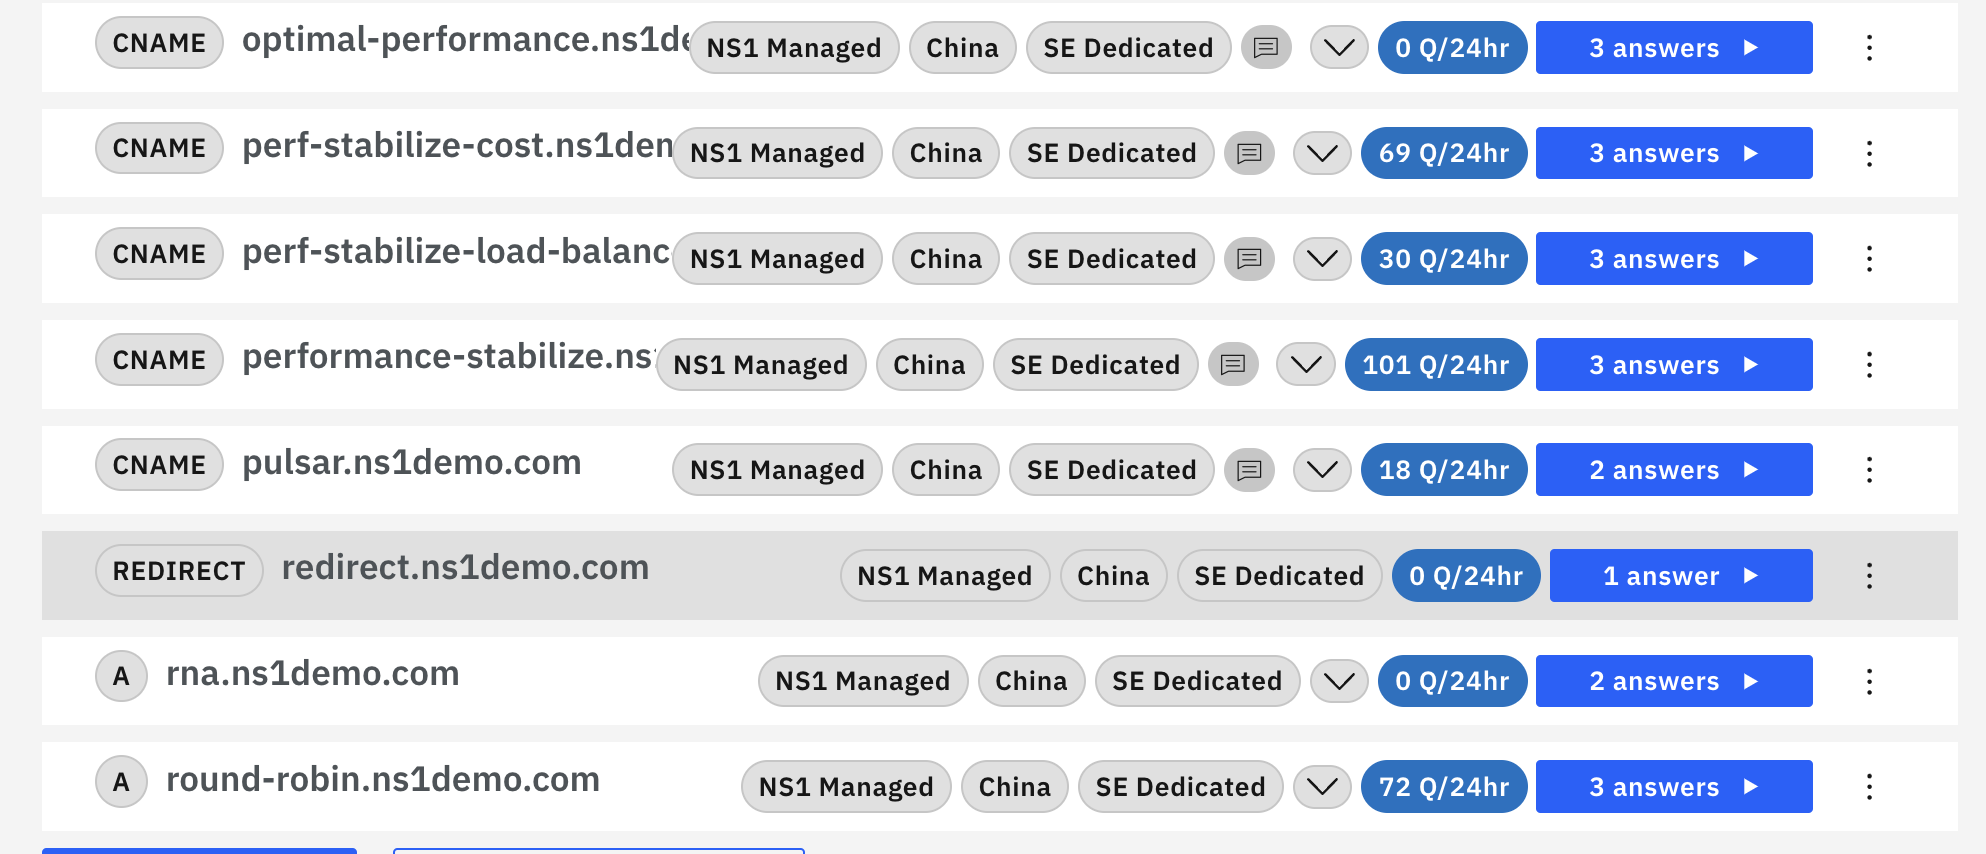 CNAME optimal-performance.ns1de NS1 Managed China SE Dedicated 0 Q/24hr 3 answers
CNAME perf-stabilize-cost.ns1den NS1 Managed China SE Dedicated 69 Q/24hr 3 answers
CNAME perf-stabilize-load-balanc NS1 Managed China SE Dedicated 30 Q/24hr 3 answers
CNAME performance-stabilize.ns1 NS1 Managed China SE Dedicated 101 Q/24hr 3 answers
CNAME pulsar.ns1demo.com NS1 Managed China SE Dedicated 18 Q/24hr 2 answers
REDIRECT redirect.ns1demo.com NS1 Managed China SE Dedicated 0 Q/24hr 1 answer
A rna.ns1demo.com NS1 Managed China SE Dedicated 0 Q/24hr 2 answers
A round-robin.ns1demo.com NS1 Managed China SE Dedicated 72 Q/24hr 3 answers